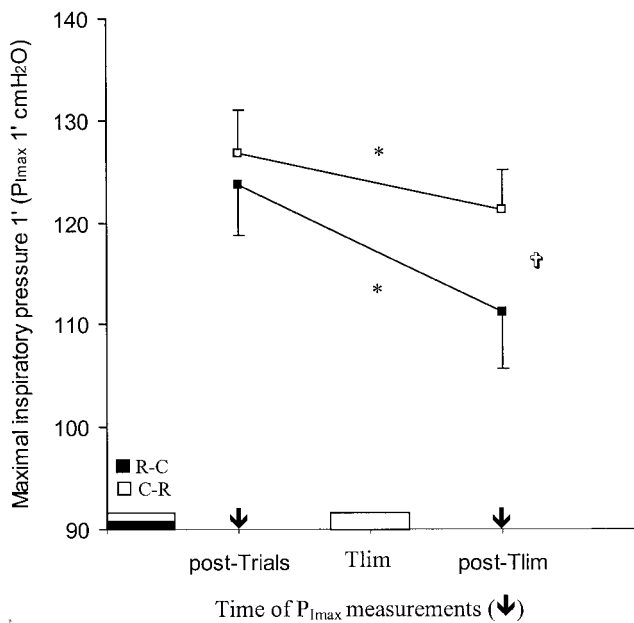 Maximal inspiratory pressure 1' (PImax 1' cmH2O)
140
130
120
110
100
90
*
*
✞
R-C
C-R
post-Trials
Tlim
post-Tlim
Time of PImax measurements (↓)